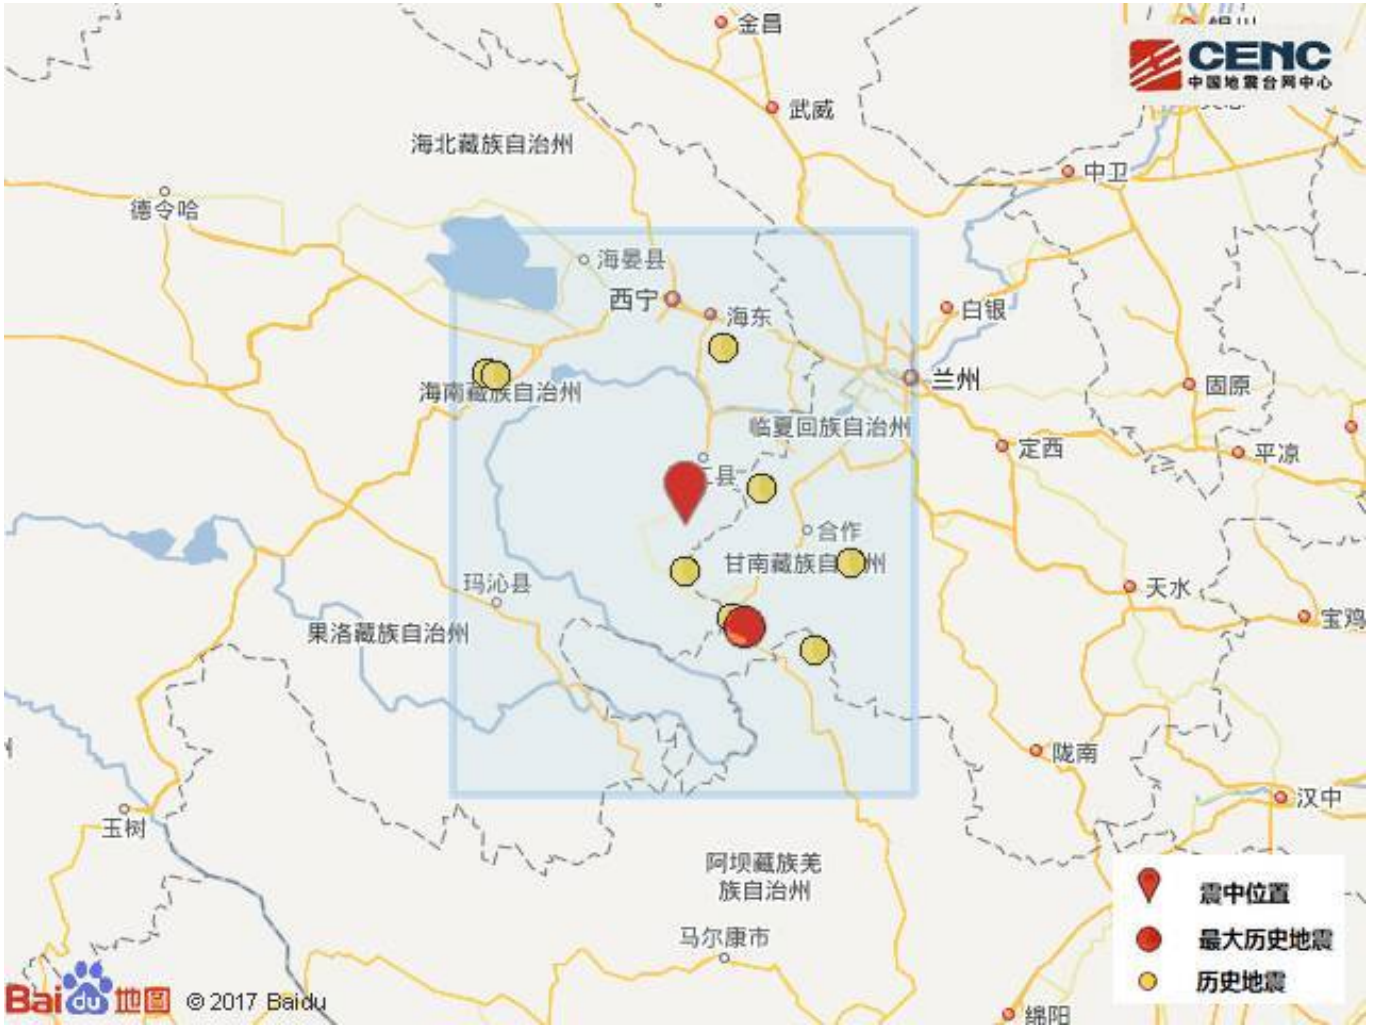 金昌
CENC
中国地震台网中心
武威
海北藏族自治州
中卫
德令哈
海晏县
西宁
海东
白银
兰州
海南藏族自治州
固原
临夏回族自治州
定西
平凉
县
合作
甘南藏族自
州
玛沁县
天水
果洛藏族自治州
宝鸡
陇南
汉中
玉树
阿坝藏族羌
族自治州
马尔康市
震中位置
最大历史地震
历史地震
Bai du 地图 © 2017 Baidu
绵阳